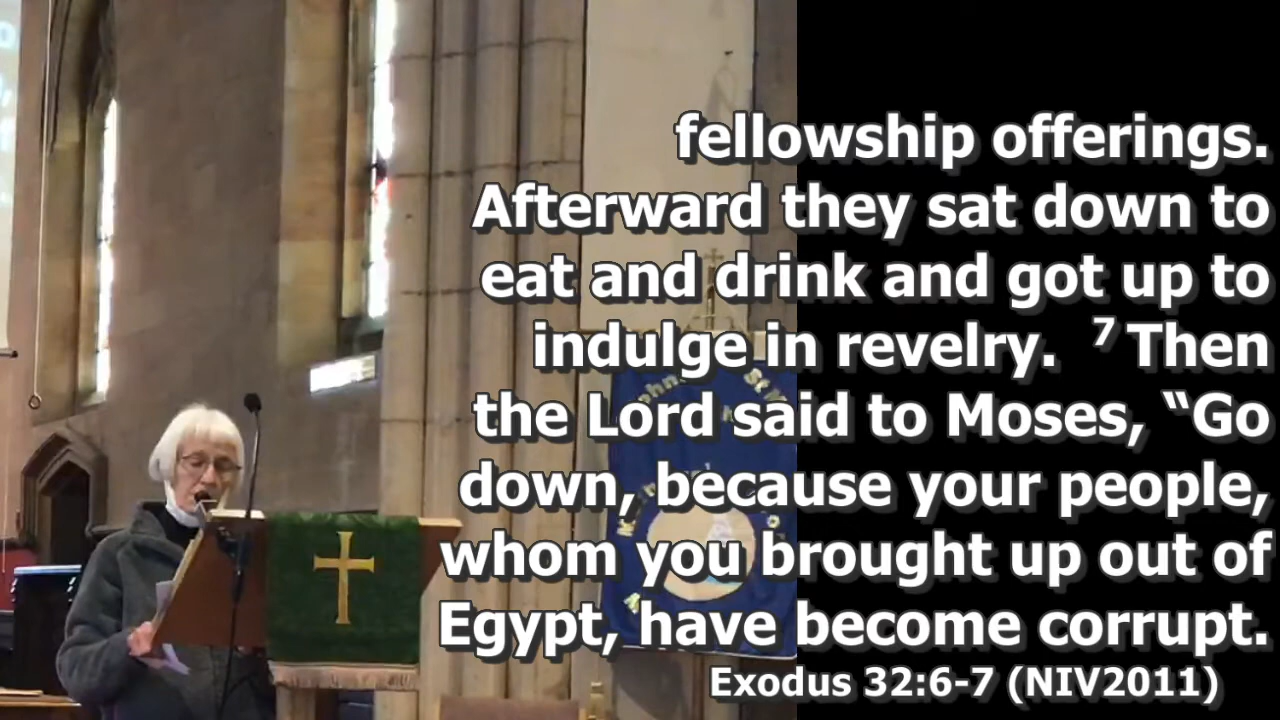 fellowship offerings.
Afterward they sat down to
eat and drink and got up to
indulge in revelry. ⁷ Then
the Lord said to Moses, “Go
down, because your people,
whom you brought up out of
Egypt, have become corrupt.
Exodus 32:6-7 (NIV2011)